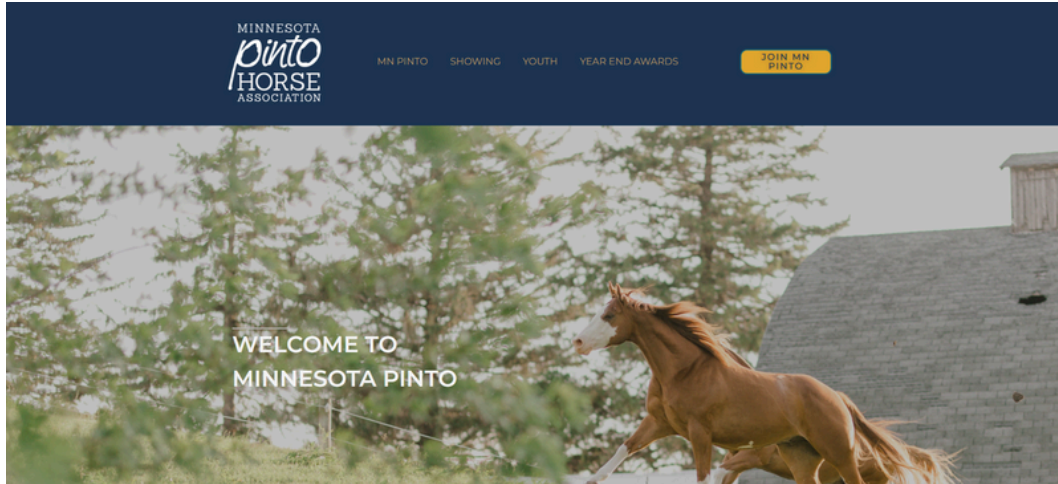 MINNESOTA
pinto
HORSE
ASSOCIATION
MN PINTO SHOWING YOUTH YEAR END AWARDS
JOIN MN
PINTO
WELCOME TO
MINNESOTA PINTO